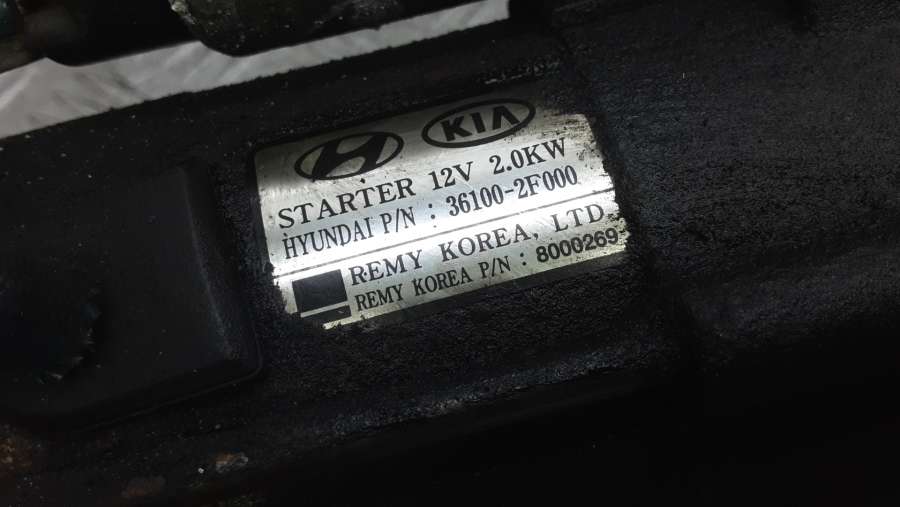 KIA
STARTER 12V 2.0KW
HYUNDAI P/N : 36100-2F000
REMY KOREA, LTD
REMY KOREA P/N : 8000269